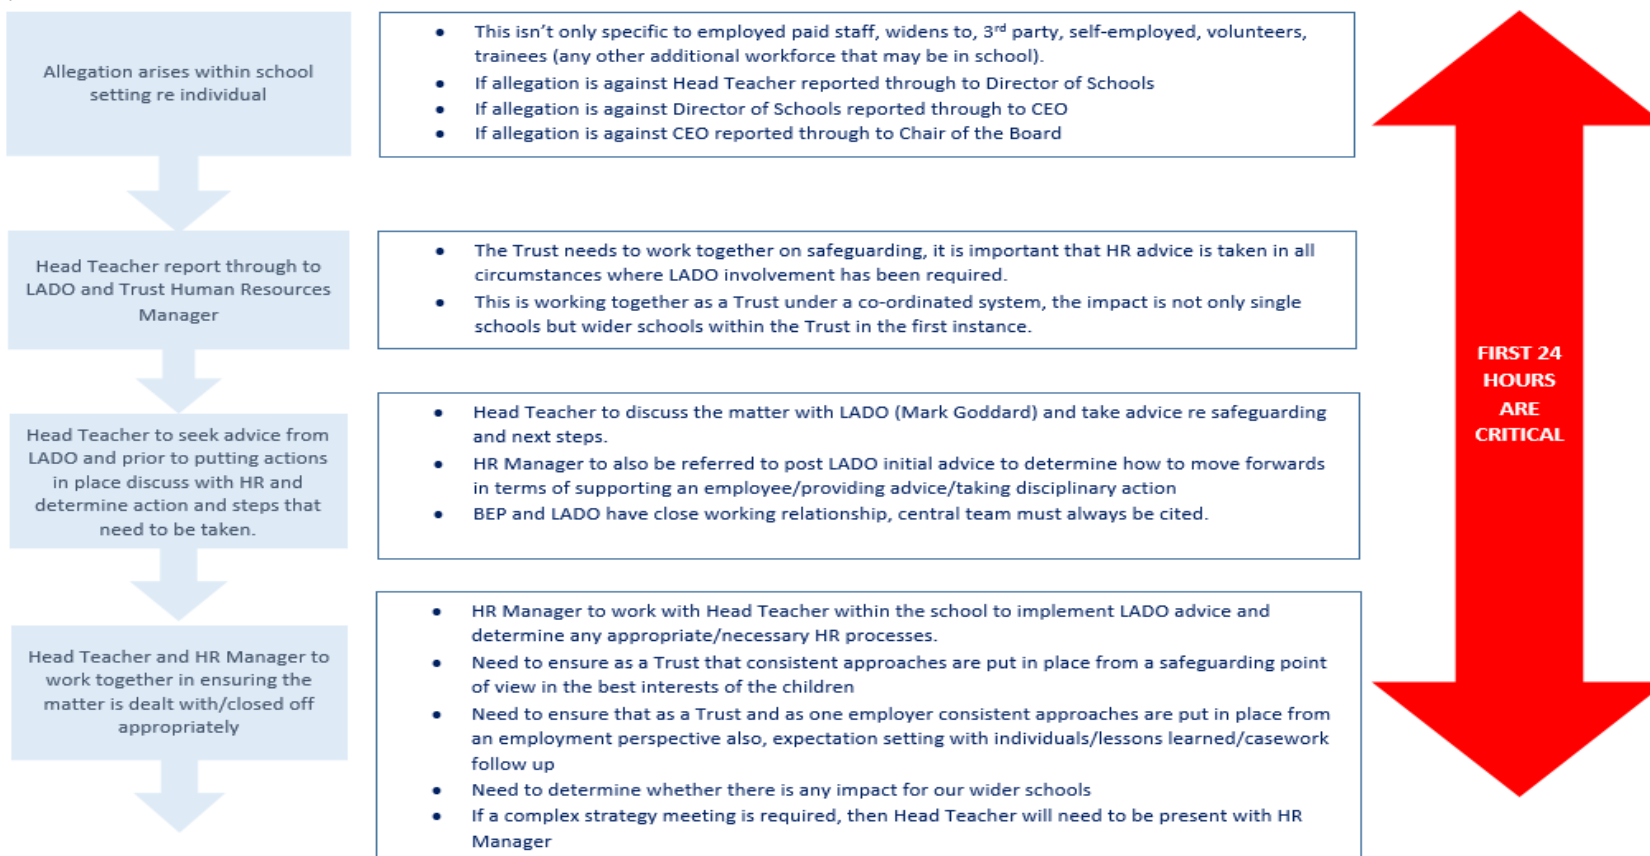 Allegation arises within school
setting re individual
• This isn’t only specific to employed paid staff, widens to, 3rd party, self-employed, volunteers,
trainees (any other additional workforce that may be in school).
• If allegation is against Head Teacher reported through to Director of Schools
• If allegation is against Director of Schools reported through to CEO
• If allegation is against CEO reported through to Chair of the Board
Head Teacher report through to
LADO and Trust Human Resources
Manager
• The Trust needs to work together on safeguarding, it is important that HR advice is taken in all
circumstances where LADO involvement has been required.
• This is working together as a Trust under a co-ordinated system, the impact is not only single
schools but wider schools within the Trust in the first instance.
Head Teacher to seek advice from
LADO and prior to putting actions
in place discuss with HR and
determine action and steps that
need to be taken.
• Head Teacher to discuss the matter with LADO (Mark Goddard) and take advice re safeguarding
and next steps.
• HR Manager to also be referred to post LADO initial advice to determine how to move forwards
in terms of supporting an employee/providing advice/taking disciplinary action
• BEP and LADO have close working relationship, central team must always be cited.
Head Teacher and HR Manager to
work together in ensuring the
matter is dealt with/closed off
appropriately
• HR Manager to work with Head Teacher within the school to implement LADO advice and
determine any appropriate/necessary HR processes.
• Need to ensure as a Trust that consistent approaches are put in place from a safeguarding point
of view in the best interests of the children
• Need to ensure that as a Trust and as one employer consistent approaches are put in place from
an employment perspective also, expectation setting with individuals/lessons learned/casework
follow up
• Need to determine whether there is any impact for our wider schools
• If a complex strategy meeting is required, then Head Teacher will need to be present with HR
Manager
FIRST 24
HOURS
ARE
CRITICAL